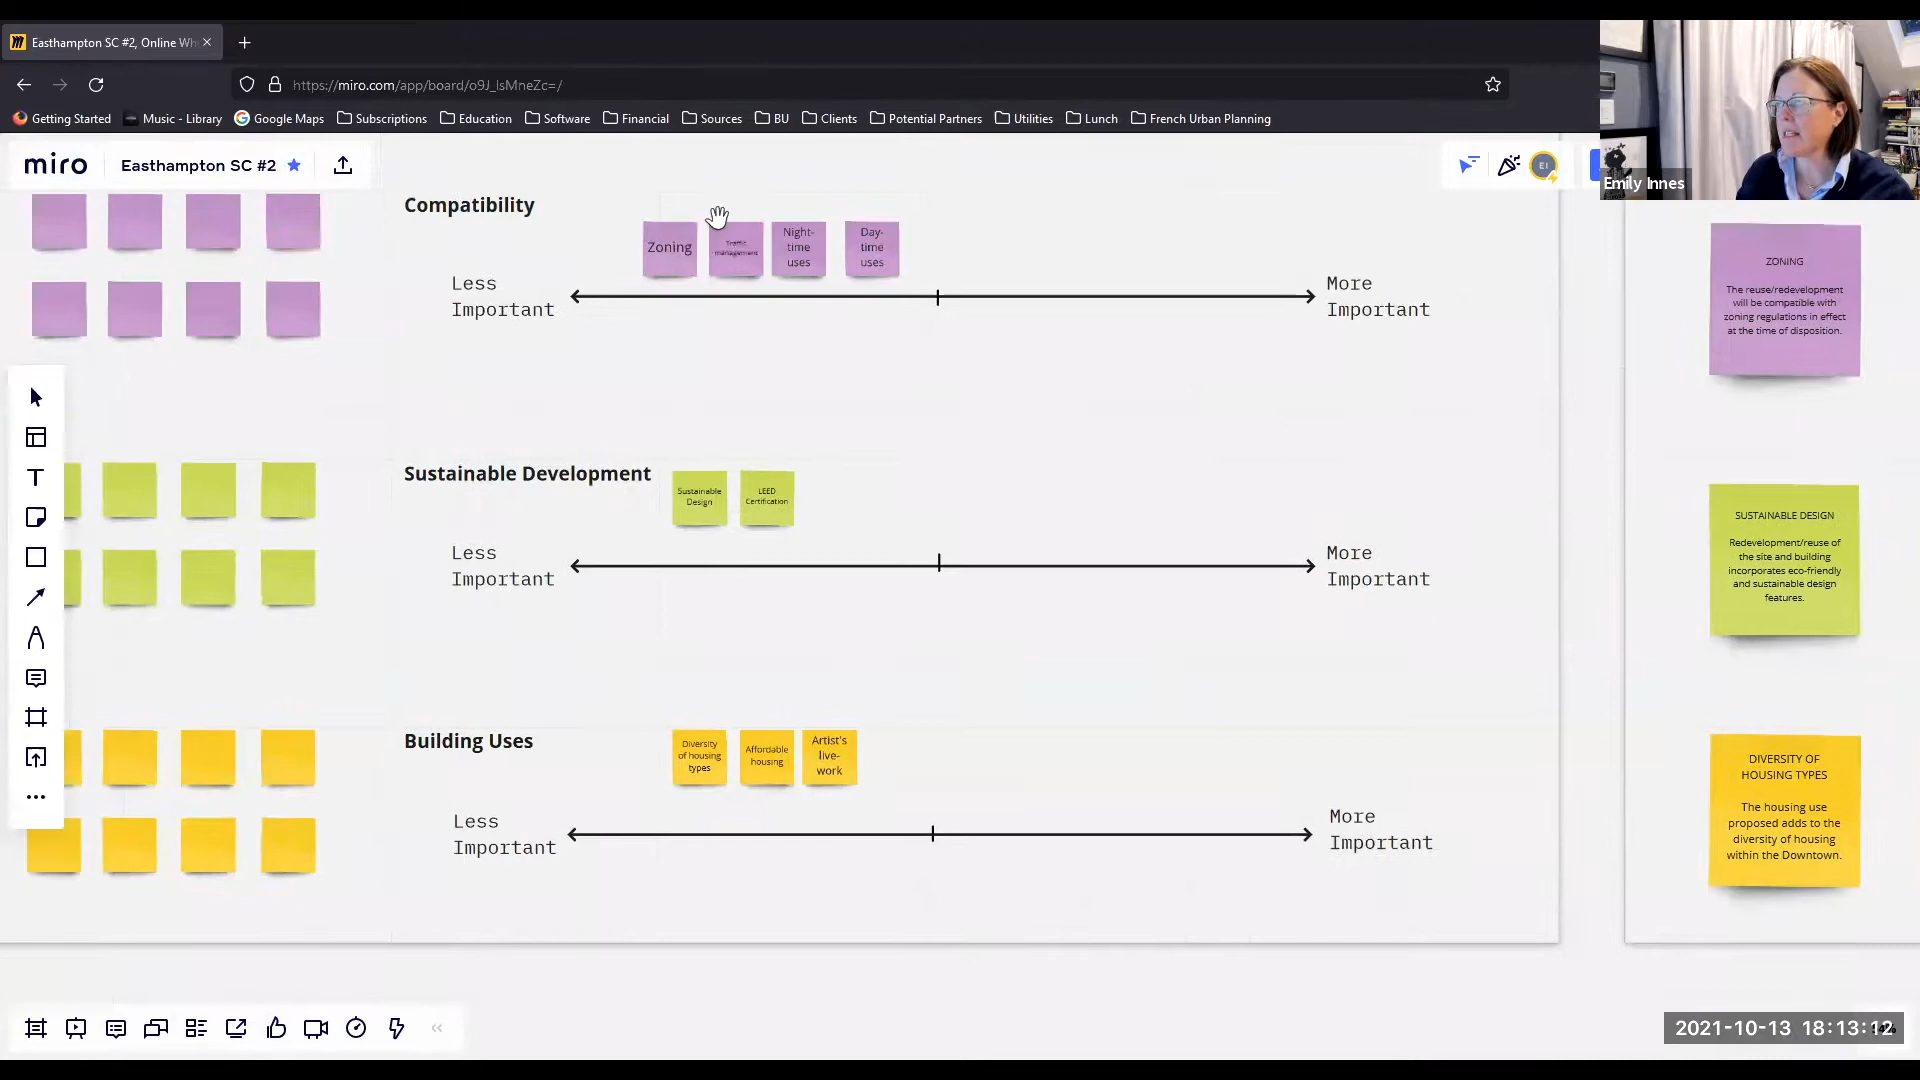 Easthampton SC #2, Online Wh
https://miro.com/app/board/o9J_lsMneZc=/
Getting Started
Music - Library
Google Maps
Subscriptions
Education
Software
Financial
Sources
BU
Clients
Potential Partners
Utilities
Lunch
French Urban Planning
miro
Easthampton SC #2
EI
Emily Innes
Compatibility
Zoning
Traffic
management
Night-
time
uses
Day-
time
uses
Less
Important
More
Important
ZONING
The reuse/redevelopment
will be compatible with
zoning regulations in effect
at the time of disposition.
Sustainable Development
Sustainable
Design
LEED
Certification
Less
Important
More
Important
SUSTAINABLE DESIGN
Redevelopment/reuse of
the site and building
incorporates eco-friendly
and sustainable design
features.
Building Uses
Diversity
of housing
types
Affordable
housing
Artist's
live-
work
Less
Important
More
Important
DIVERSITY OF
HOUSING TYPES
The housing use
proposed adds to the
diversity of housing
within the Downtown.
2021-10-13 18:13:12